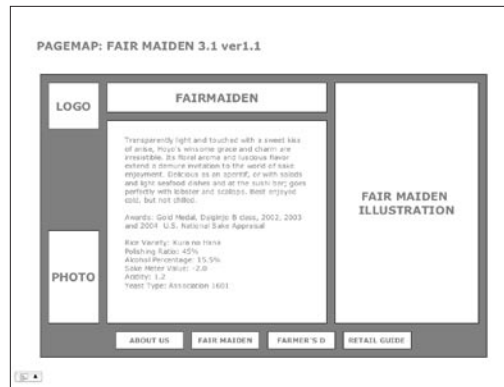 PAGEMAP: FAIR MAIDEN 3.1 ver1.1
LOGO
FAIRMAIDEN
Transparently light and touched with a sweet kiss
of anise, Moyo's winsome grace and charm are
irresistible. Its floral aroma and luscious flavor
extend a demure invitation to the world of sake
enjoyment. Delicious as an aperitif, or with salads
and light seafood dishes and at the sushi bar; goes
perfectly with lobster and scallops. Best enjoyed
cold, but not chilled.
Awards: Gold Medal, Daiginjo B class, 2002, 2003
and 2004 U.S. National Sake Appraisal
Rice Variety: Kura no Hana
Polishing Ratio: 45%
Alcohol Percentage: 15.5%
Sake Meter Value: -2.0
Acidity: 1.2
Yeast Type: Association 1601
FAIR MAIDEN
ILLUSTRATION
PHOTO
ABOUT US
FAIR MAIDEN
FARMER'S D
RETAIL GUIDE